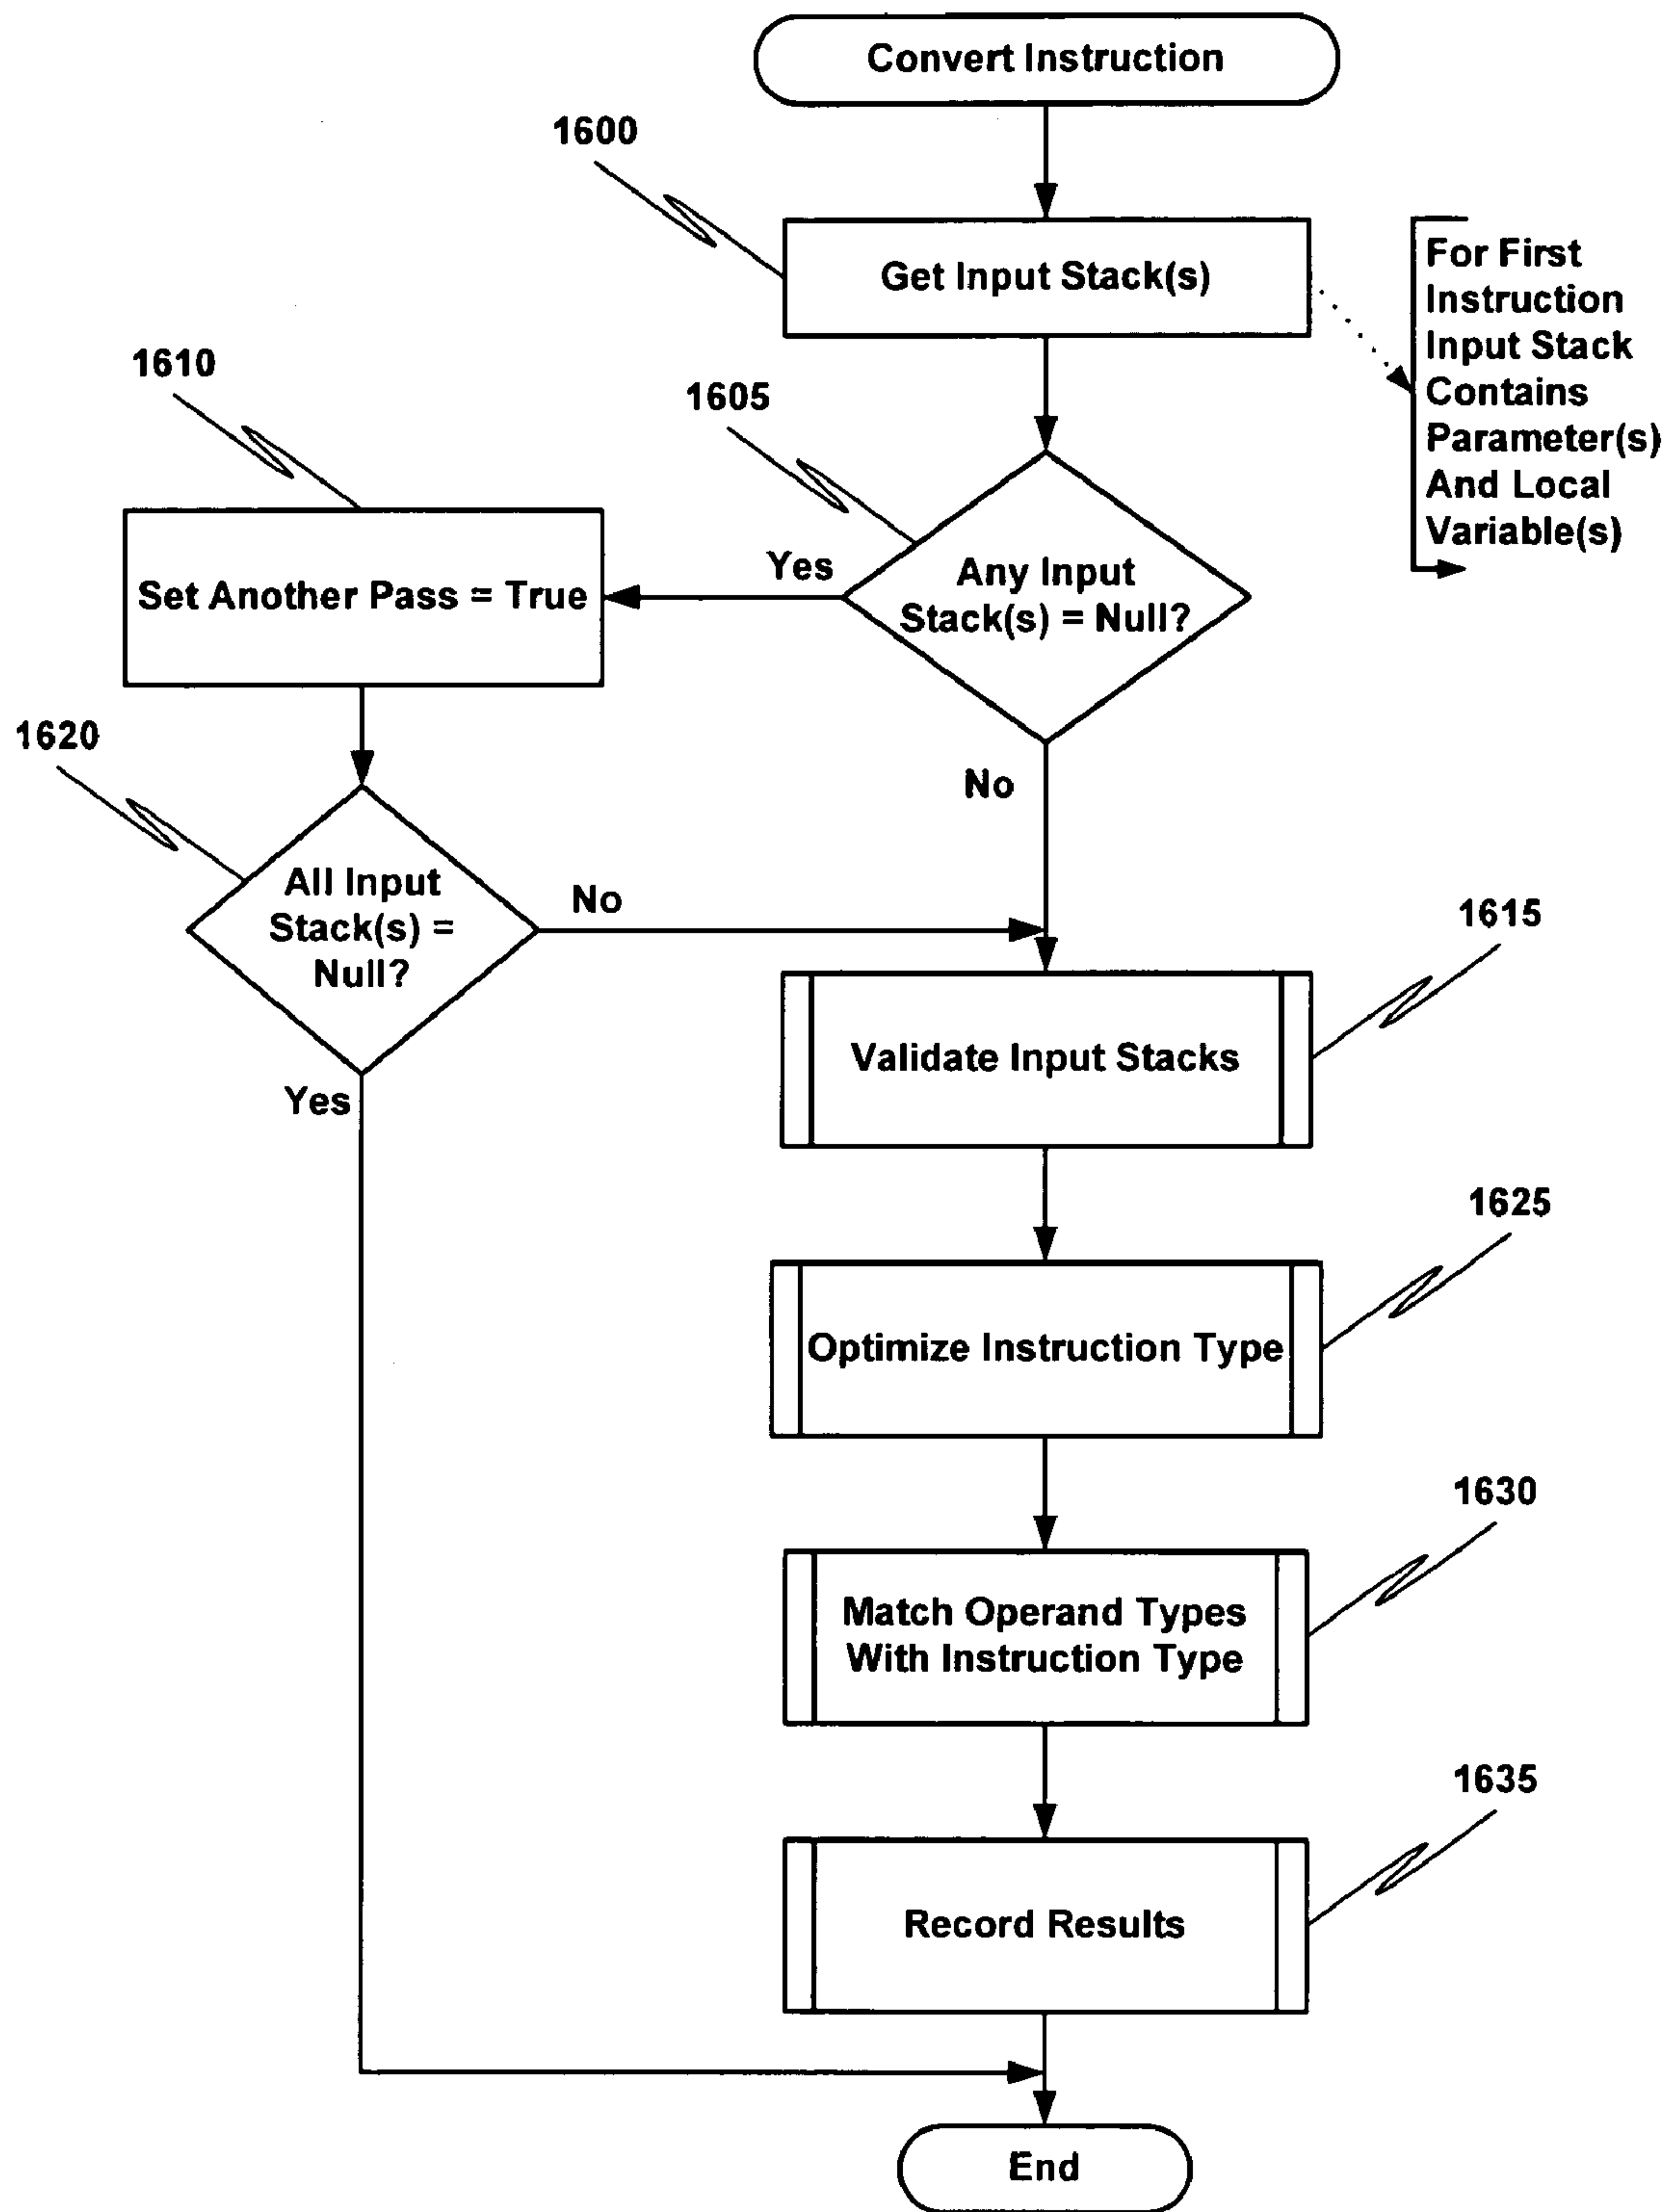 Convert Instruction
1600
Get Input Stack(s)
For First
Instruction
Input Stack
Contains
Parameter(s)
And Local
Variable(s)
1610
1605
Set Another Pass = True
Yes
Any Input
Stack(s) = Null?
1620
No
All Input
Stack(s) =
Null?
No
1615
Validate Input Stacks
Yes
1625
Optimize Instruction Type
1630
Match Operand Types
With Instruction Type
1635
Record Results
End